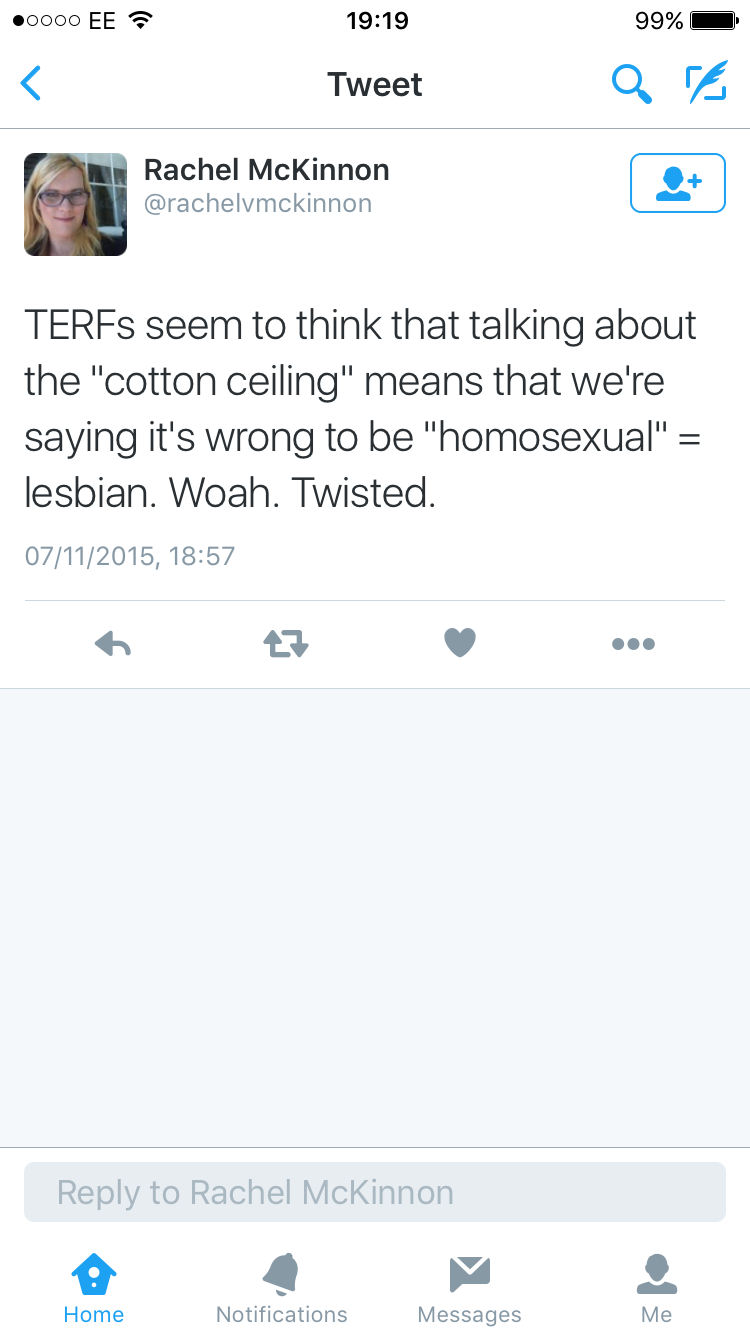 EE 19:19 99%
Tweet
Rachel McKinnon
@rachelvmckinnon
TERFs seem to think that talking about
the "cotton ceiling" means that we're
saying it's wrong to be "homosexual" =
lesbian. Woah. Twisted.
07/11/2015, 18:57
Reply to Rachel McKinnon
Home Notifications Messages Me